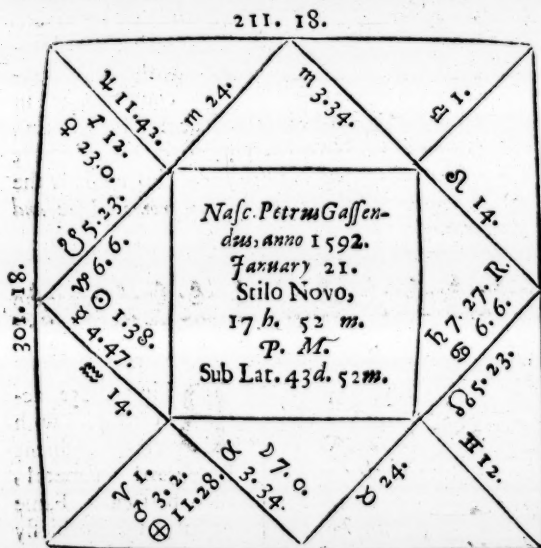 211. 18.
♃ 11. 43.
♐ 12.
♀ 23. 0.
♏ 24.
♏ 3. 34.
♎ 1.
☋ 5. 23.
♌ 14.
301. 18.
♑ 6. 6.
☉ 1. 38.
☿ 4. 47.
♒ 14.
Nasc. Petrus Gassen-
dus, anno 1592.
January 21.
Stilo Novo,
17 h. 52 m.
P. M.
Sub Lat. 43d. 52m.
♄ 7. 27. R.
♋ 6. 6.
☊ 5. 23.
♊ 12.
♈ 1.
♂ 3. 2.
⊕ 11. 28.
☽ 7. 0.
♉ 3. 34.
♉ 24.